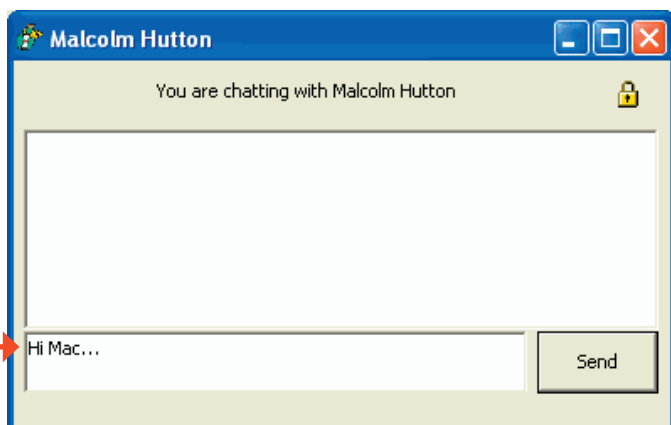 Malcolm Hutton
You are chatting with Malcolm Hutton
Hi Mac...
Send